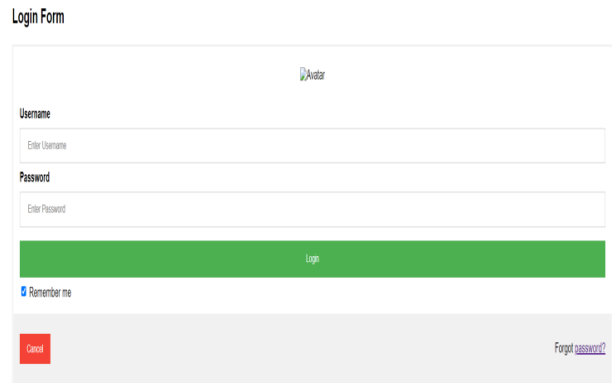 Login Form
Avatar
Username
Enter Username
Password
Enter Password
Login
Remember me
Cancel
Forgot password?